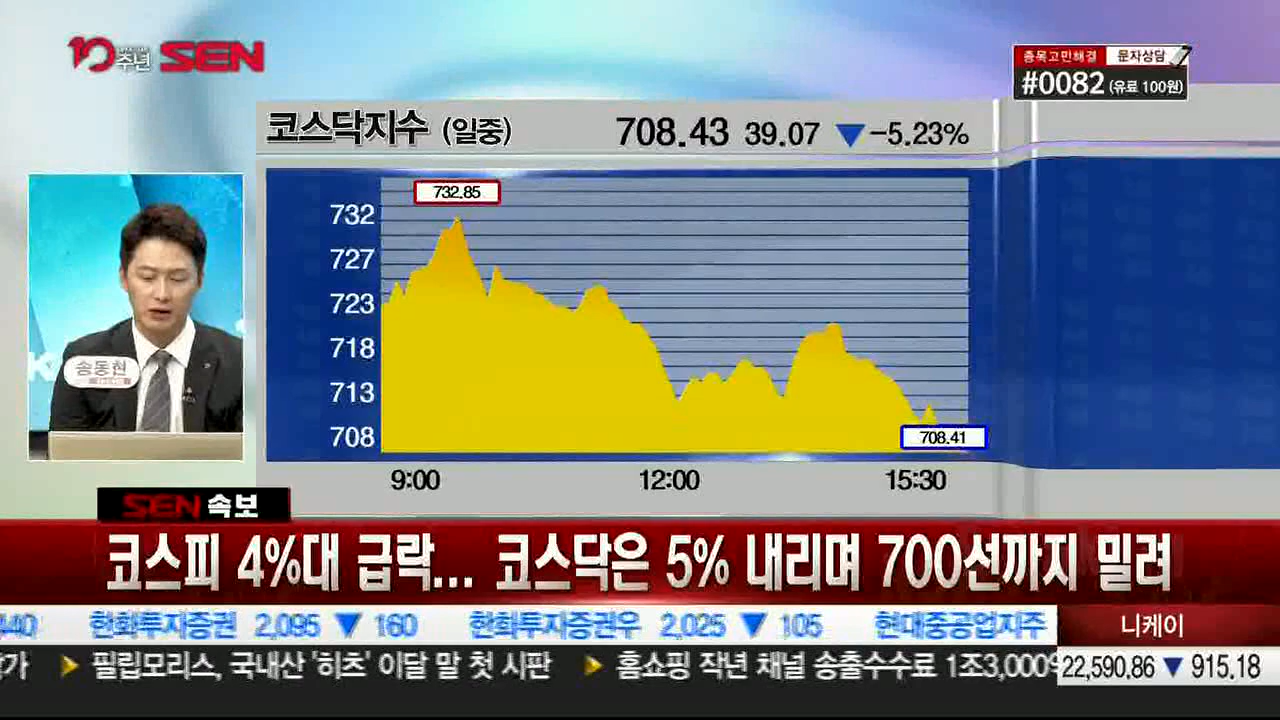 10주년 SEN
종목고민해결 문자상담
#0082 (유료 100원)
코스닥지수 (일중) 708.43 39.07 ▼ -5.23%
732.85
732
727
723
718
713
708
708.41
9:00 12:00 15:30
송동현
SEN 속보
코스피 4%대 급락... 코스닥은 5% 내리며 700선까지 밀려
440 한화투자증권 2,095 ▼ 160 한화투자증권우 2,025 ▼ 105 현대중공업지주
니케이
가 ▶ 필립모리스, 국내산 '히츠' 이달 말 첫 시판 ▶ 홈쇼핑 작년 채널 송출수수료 1조3,000
22,590.86 ▼ 915.18